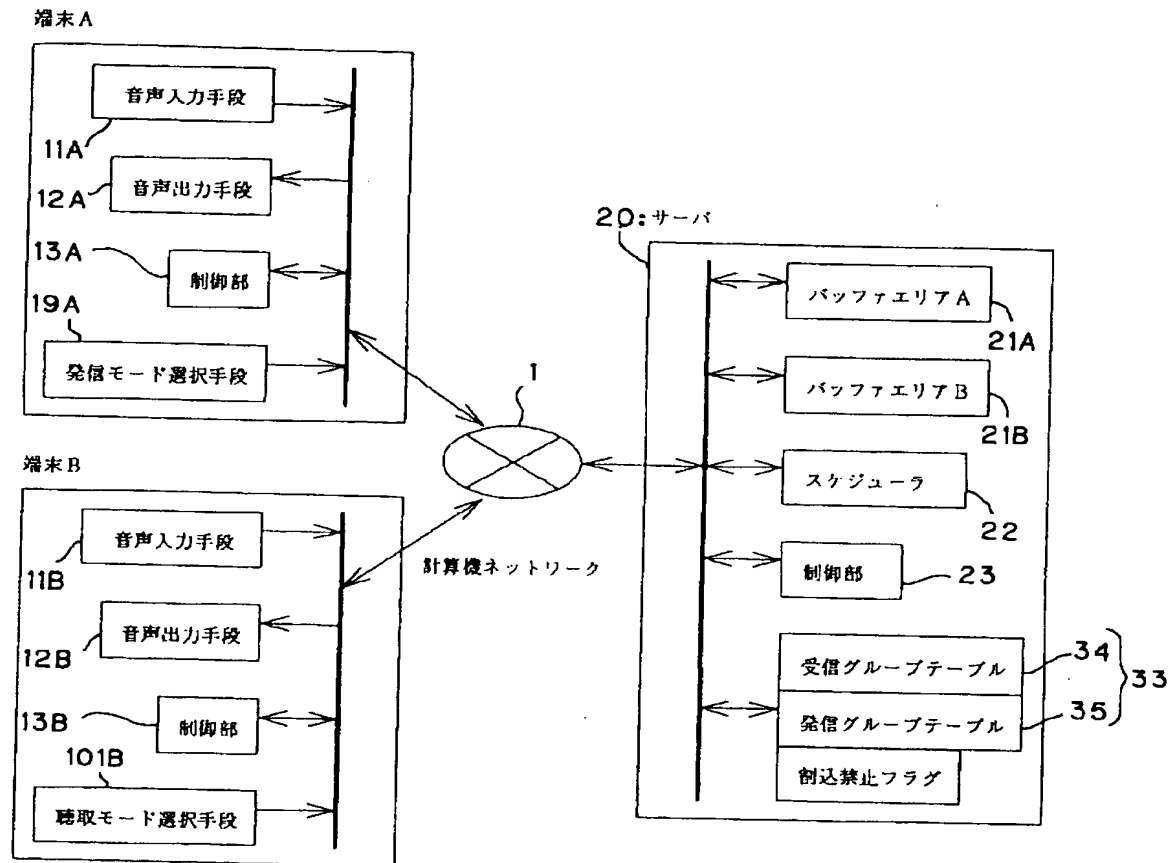 端末A
音声入力手段
11A
音声出力手段
12A
13A
制御部
19A
発信モード選択手段
端末B
音声入力手段
11B
音声出力手段
12B
13B
制御部
101B
聴取モード選択手段
1
計算機ネットワーク
20:サーバ
バッファエリアA
21A
バッファエリアB
21B
スケジューラ
22
制御部
23
受信グループテーブル
34
33
発信グループテーブル
35
割込禁止フラグ